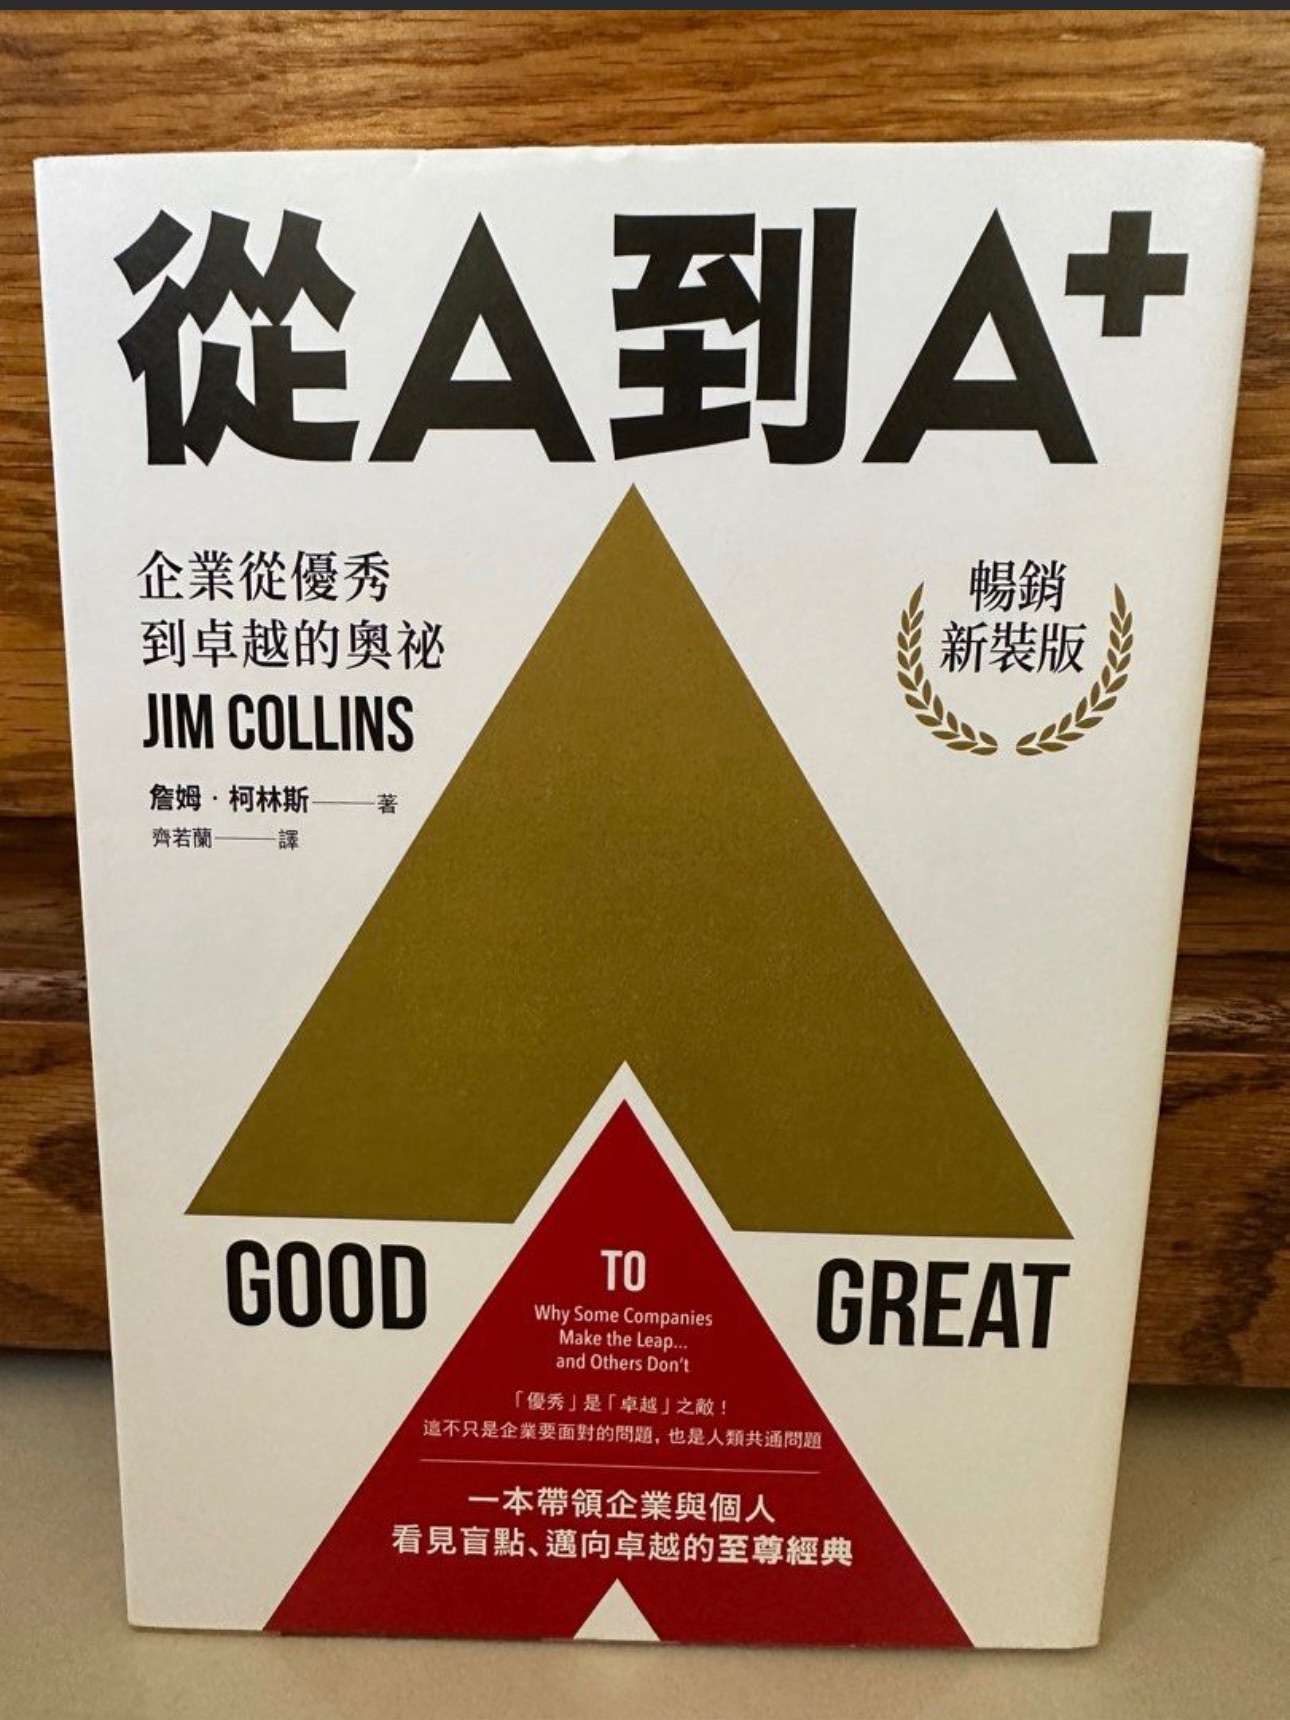 從A到A+
企業從優秀
到卓越的奧祕
JIM COLLINS
詹姆·柯林斯——著
齊若蘭——譯
暢銷
新裝版
GOOD
TO
GREAT
Why Some Companies
Make the Leap...
and Others Don't
「優秀」是「卓越」之敵！
這不只是企業要面對的問題，也是人類共通問題
一本帶領企業與個人
看見盲點、邁向卓越的至尊經典